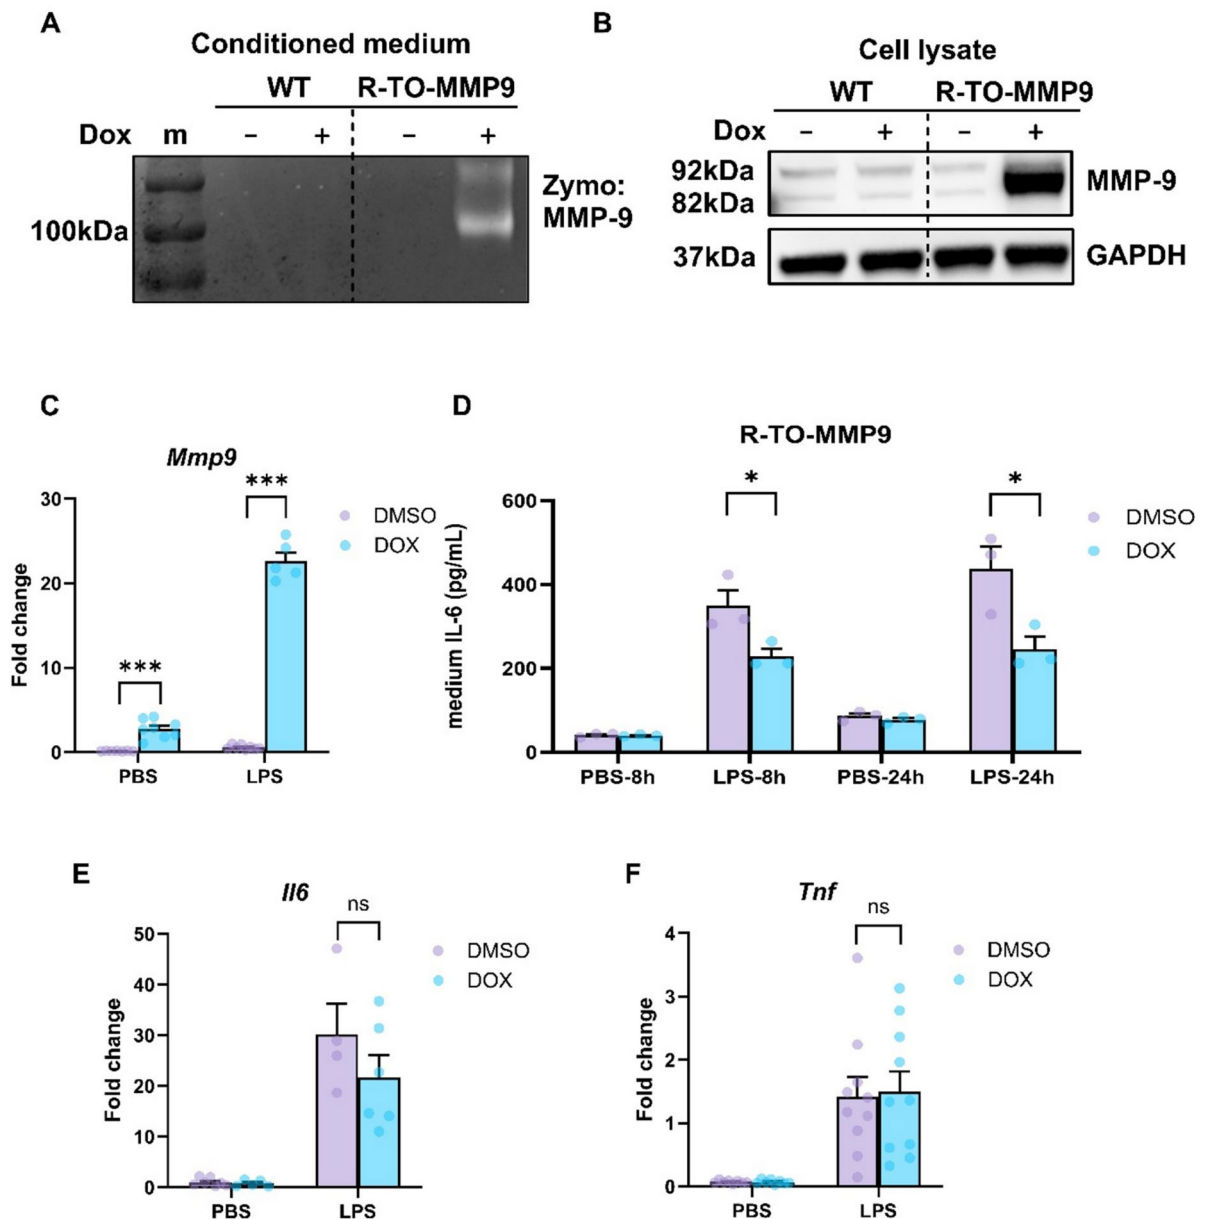 A
Conditioned medium
WT R-TO-MMP9
Dox m – + – +
100kDa
Zymo:
MMP-9
B
Cell lysate
WT R-TO-MMP9
Dox – + – +
92kDa
82kDa
MMP-9
37kDa
GAPDH
C
Mmp9
***
***
30
20
10
0
Fold change
PBS LPS
DMSO
DOX
D
R-TO-MMP9
*
*
600
400
200
0
medium IL-6 (pg/mL)
PBS-8h LPS-8h PBS-24h LPS-24h
DMSO
DOX
E
Il6
ns
50
40
30
20
10
0
Fold change
PBS LPS
DMSO
DOX
F
Tnf
ns
4
3
2
1
0
Fold change
PBS LPS
DMSO
DOX